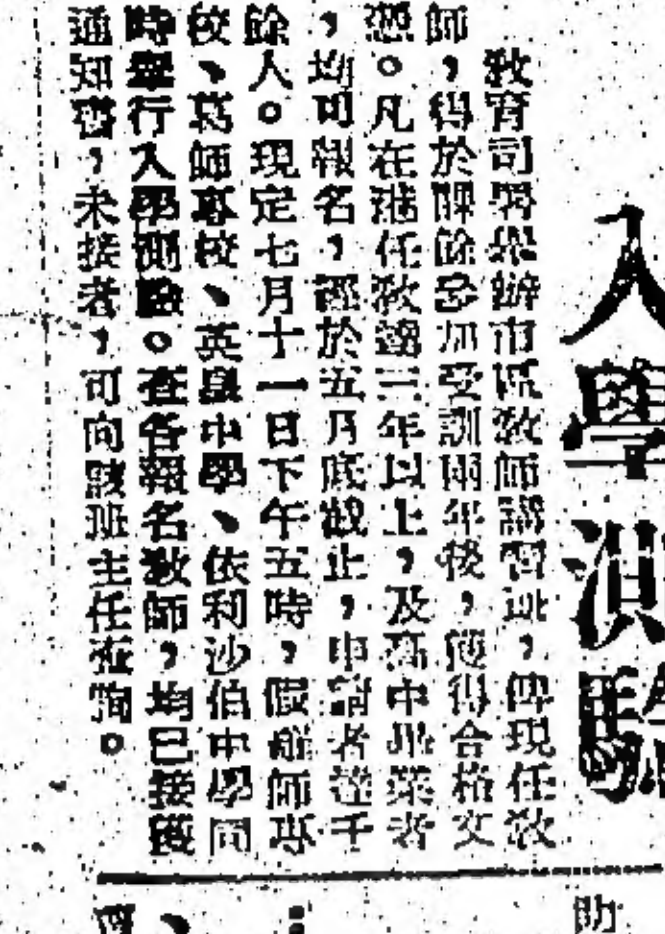 入學測驗
教育司署舉辦市區教師講習班,俾現任教
師,得於課餘參加受訓兩年後,獲得合格文
憑。凡在港任教滿三年以上,及高中畢業者
,均可報名,經於五月底截止,申請者達千
餘人。現定七月十一日下午五時,假羅師專
校、葛師專校、英皇中學、依利沙伯中學同
時舉行入學測驗。查各報名教師,均已接獲
通知書,未接者,可向該班主任查詢。
助